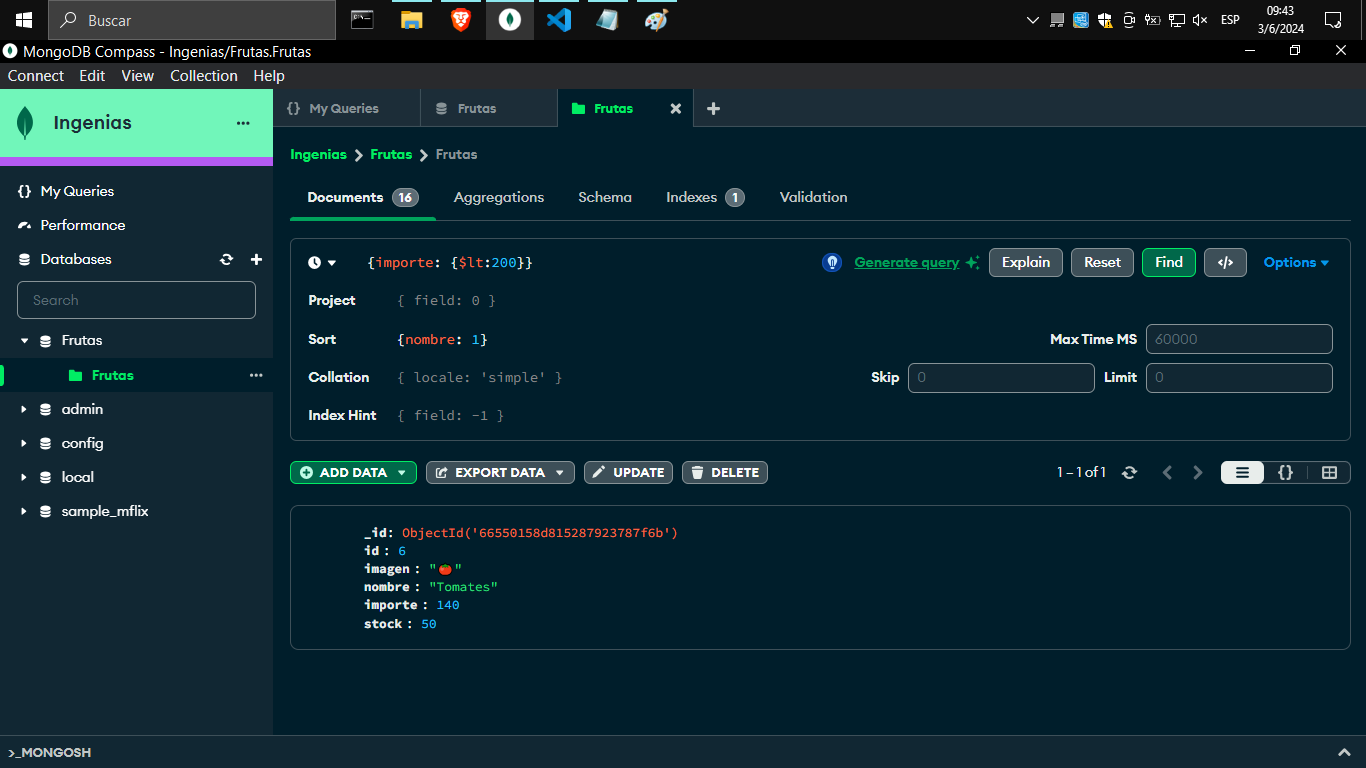 Buscar
ESP
09:43
3/6/2024
MongoDB Compass - Ingenias/Frutas.Frutas
Connect Edit View Collection Help
Ingenias
{} My Queries
Frutas
Frutas
Ingenias > Frutas > Frutas
My Queries
Performance
Databases
Search
Frutas
Frutas
admin
config
local
sample_mflix
Documents 16 Aggregations Schema Indexes 1 Validation
{importe: {$lt:200}}
Generate query Explain Reset Find </> Options
Project { field: 0 }
Sort {nombre: 1} Max Time MS 60000
Collation { locale: 'simple' } Skip 0 Limit 0
Index Hint { field: -1 }
ADD DATA EXPORT DATA UPDATE DELETE 1 – 1 of 1 {}
_id: ObjectId('66550158d815287923787f6b')
id : 6
imagen : "🍅"
nombre : "Tomates"
importe : 140
stock : 50
>_MONGOSH